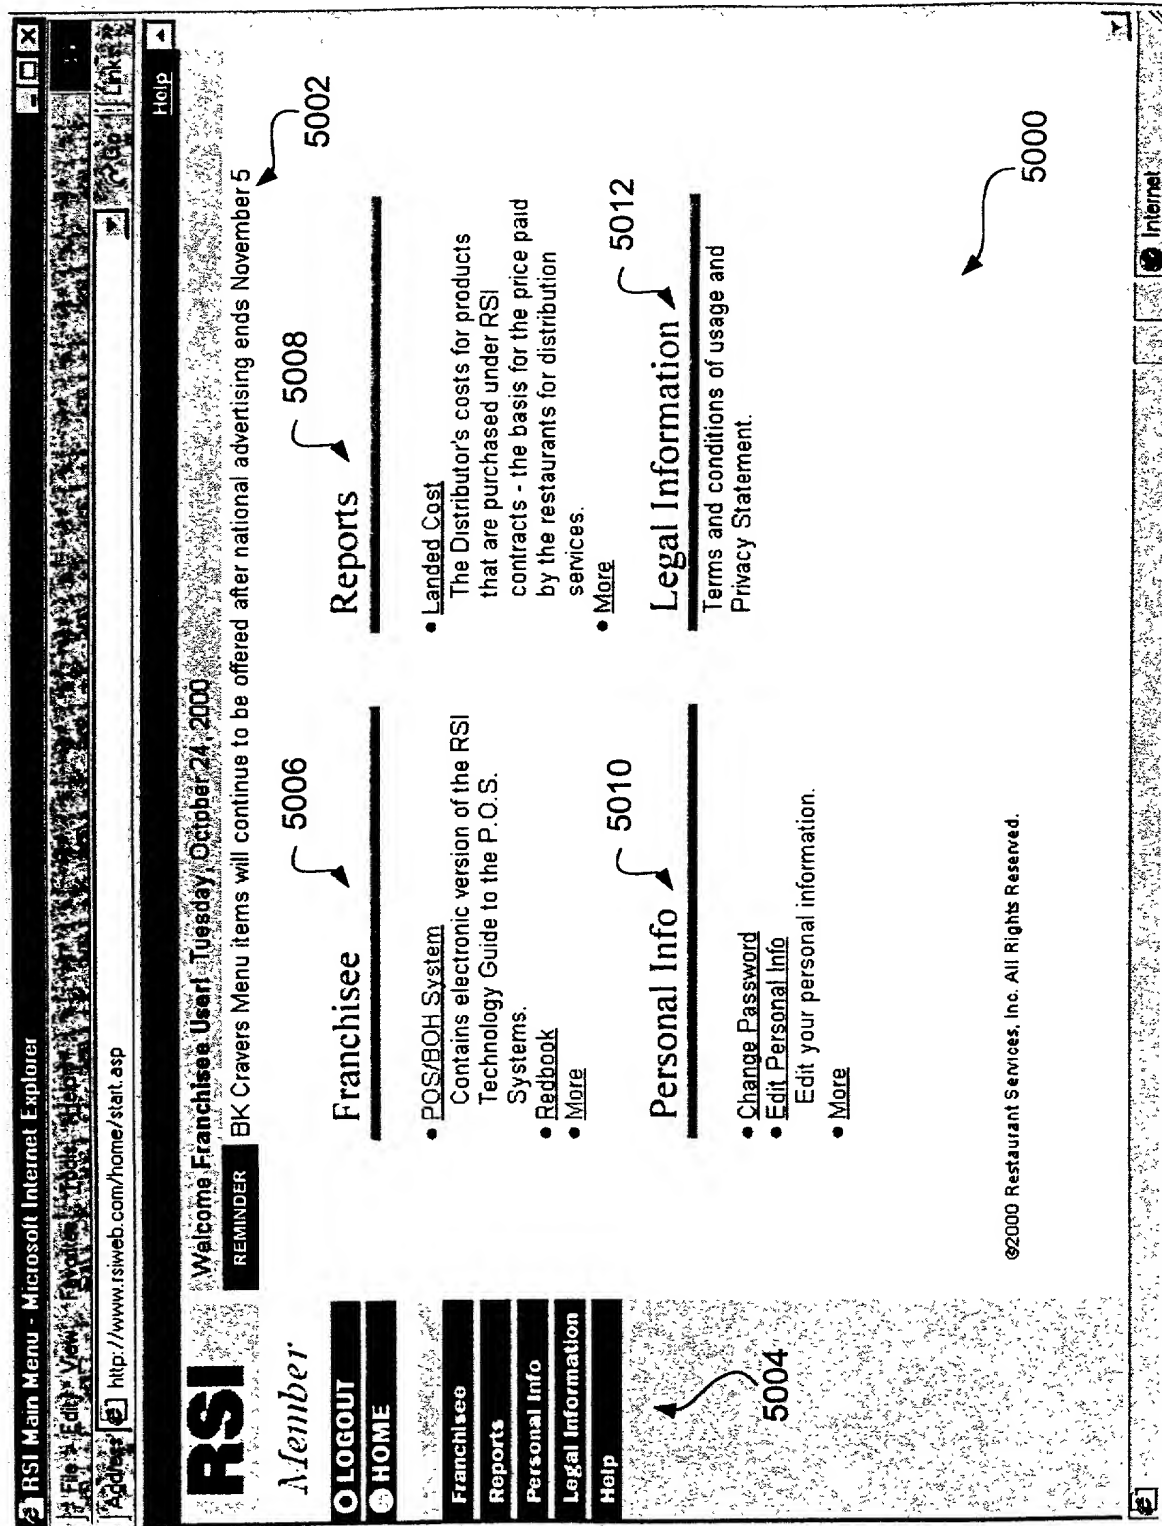 RSI Main Menu - Microsoft Internet Explorer
File Edit View Favorites Tools Help
Address http://www.rsiweb.com/home/start.asp
Go Links »
Help
RSI
Welcome Franchisee User! Tuesday, October 24, 2000
REMINDER BK Cravers Menu items will continue to be offered after national advertising ends November 5
5002
Member
LOGOUT
HOME
Franchisee
Reports
Personal Info
Legal Information
Help
5004
Franchisee
5006
• POS/BOH System
Contains electronic version of the RSI
Technology Guide to the P.O.S.
Systems.
• Redbook
• More
Reports
5008
• Landed Cost
The Distributor's costs for products
that are purchased under RSI
contracts - the basis for the price paid
by the restaurants for distribution
services.
• More
Personal Info
5010
• Change Password
• Edit Personal Info
Edit your personal information.
• More
Legal Information
5012
Terms and conditions of usage and
Privacy Statement.
5000
©2000 Restaurant Services, Inc. All Rights Reserved.
Internet